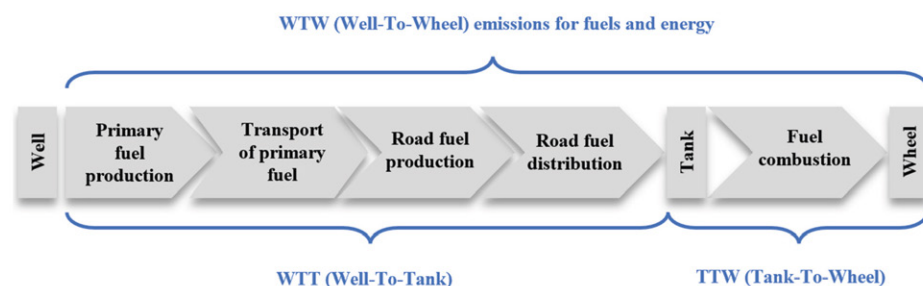 WTW (Well-To-Wheel) emissions for fuels and energy
Well
Primary
fuel
production
Transport
of primary
fuel
Road fuel
production
Road fuel
distribution
Tank
Fuel
combustion
Wheel
WTT (Well-To-Tank)
TTW (Tank-To-Wheel)